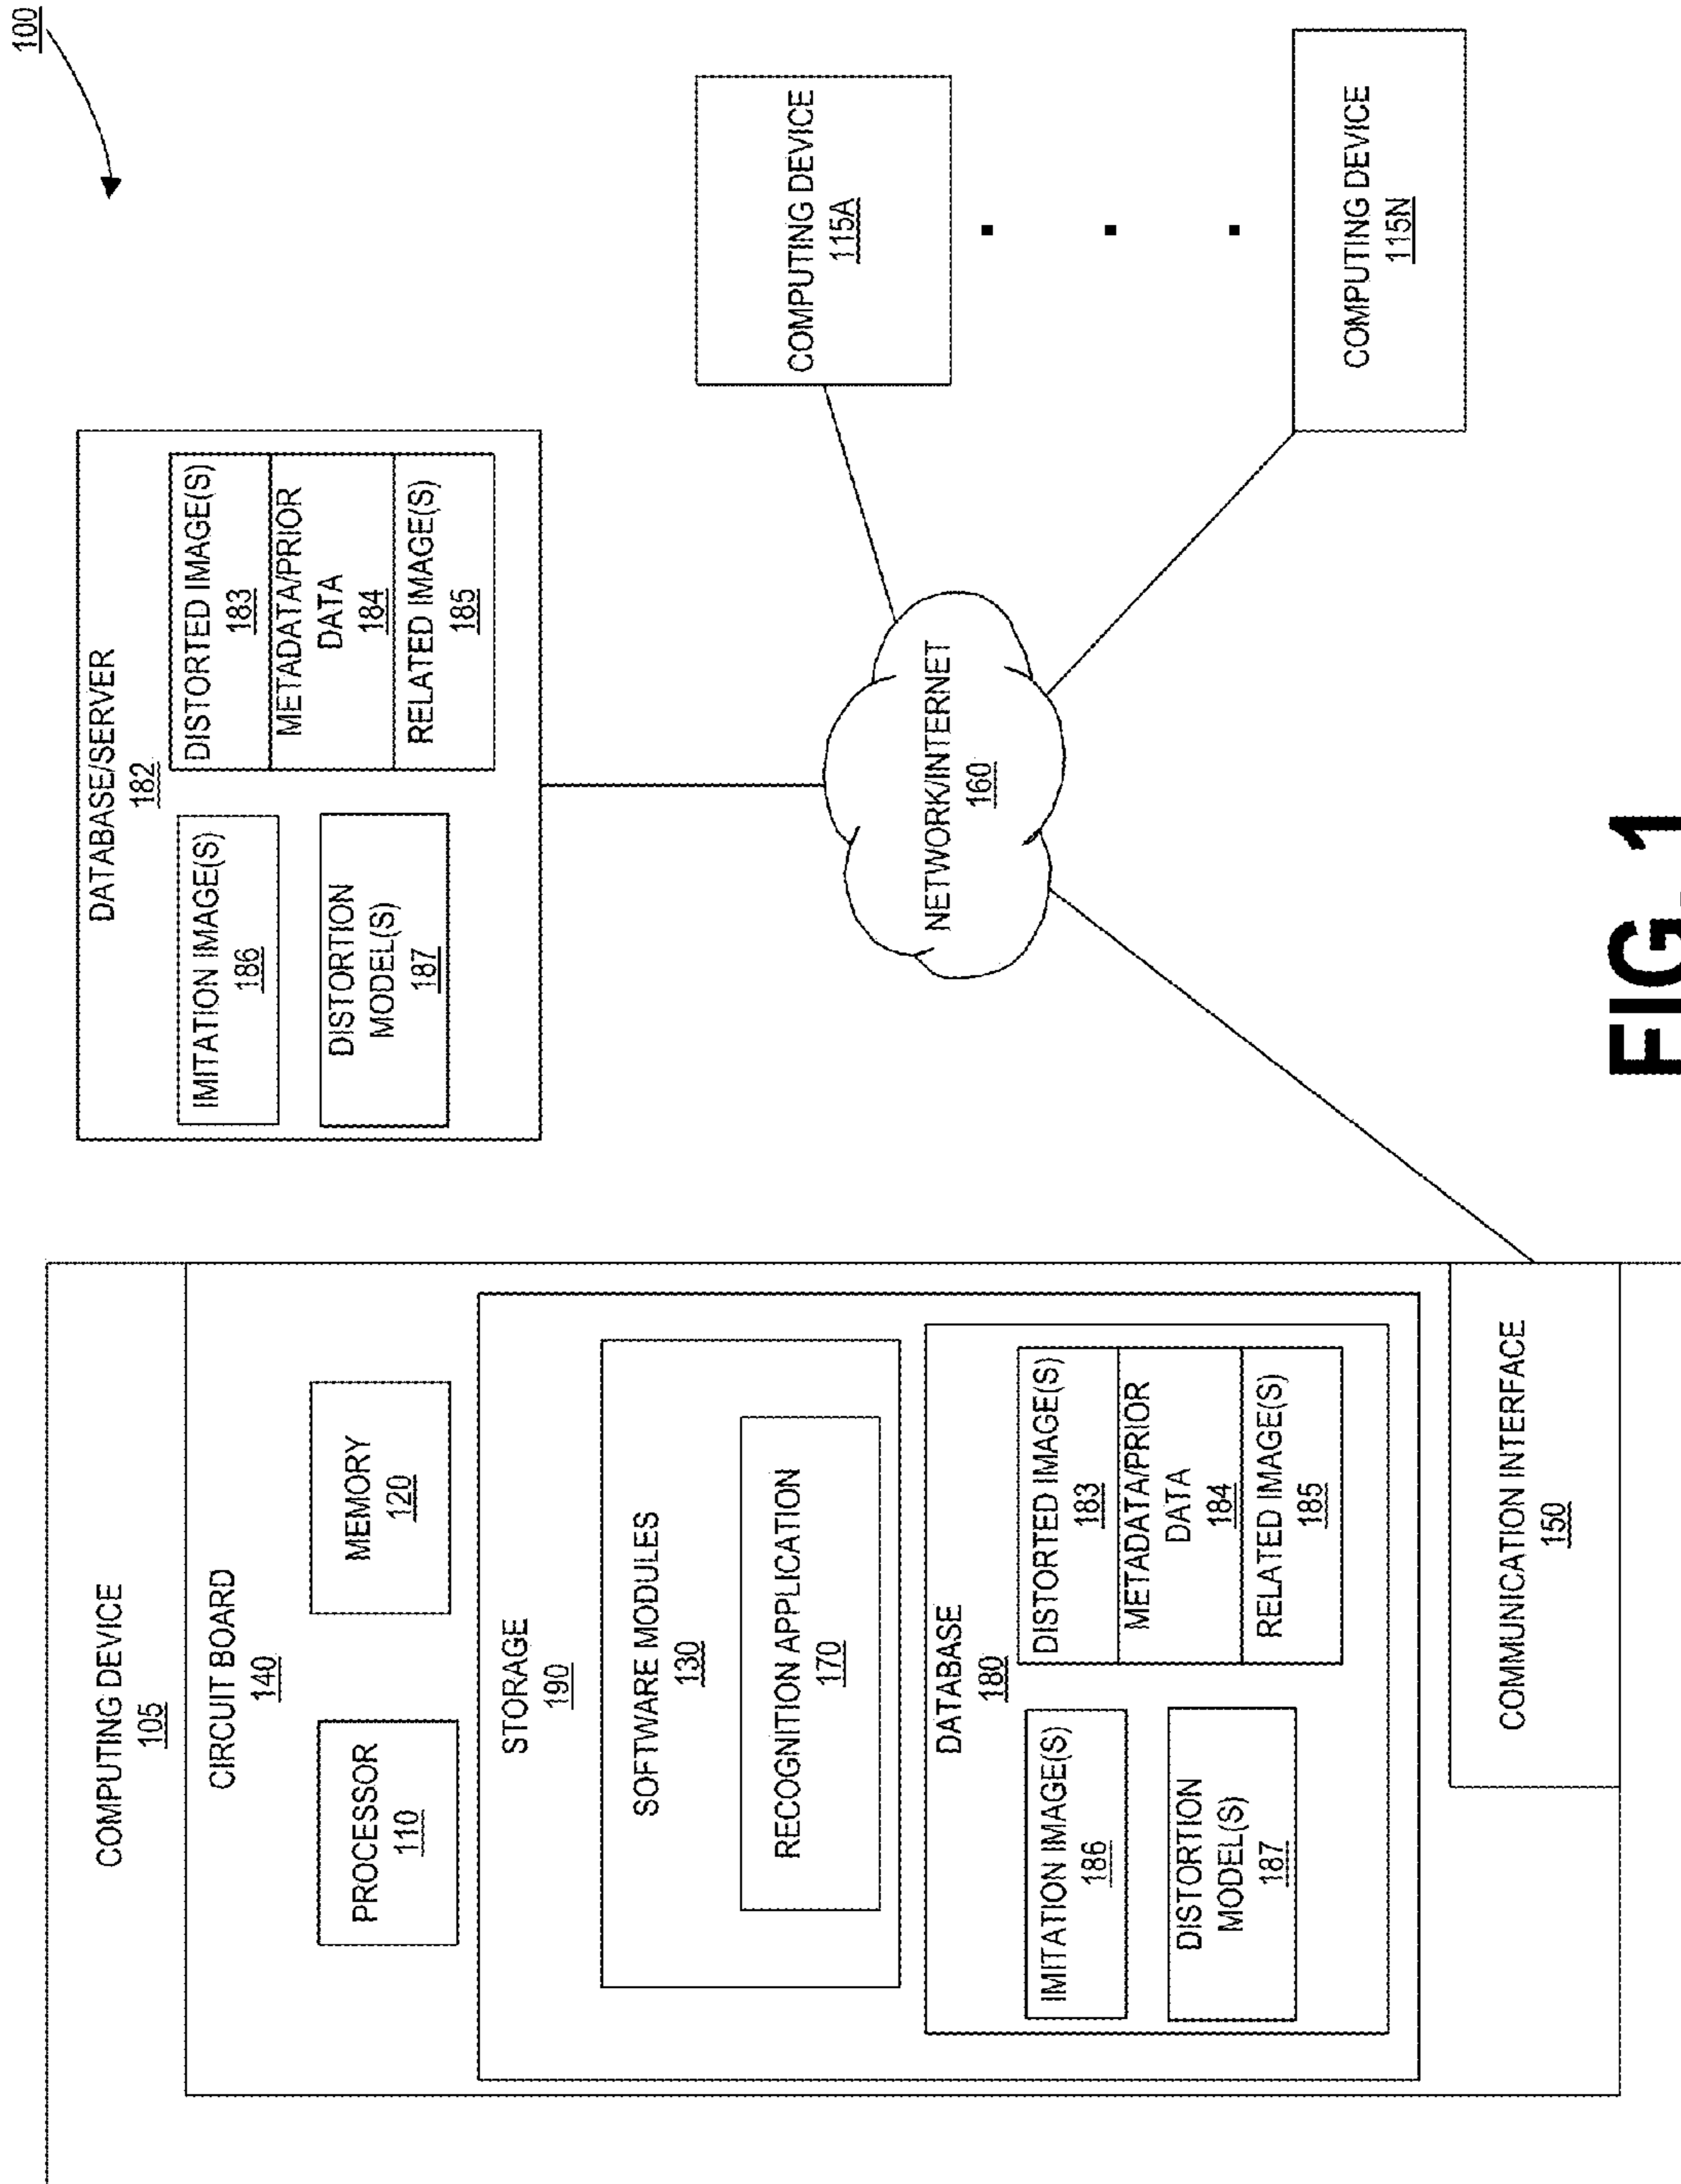 100
COMPUTING DEVICE
105
CIRCUIT BOARD
140
PROCESSOR
110
MEMORY
120
STORAGE
190
SOFTWARE MODULES
130
RECOGNITION APPLICATION
170
DATABASE
180
IMITATION IMAGE(S)
186
DISTORTION
MODEL(S)
187
DISTORTED IMAGE(S)
183
METADATA/PRIOR
DATA
184
RELATED IMAGE(S)
185
COMMUNICATION INTERFACE
150
DATABASE/SERVER
182
IMITATION IMAGE(S)
186
DISTORTION
MODEL(S)
187
DISTORTED IMAGE(S)
183
METADATA/PRIOR
DATA
184
RELATED IMAGE(S)
185
NETWORK/INTERNET
160
COMPUTING DEVICE
115A
COMPUTING DEVICE
115N
FIG. 1